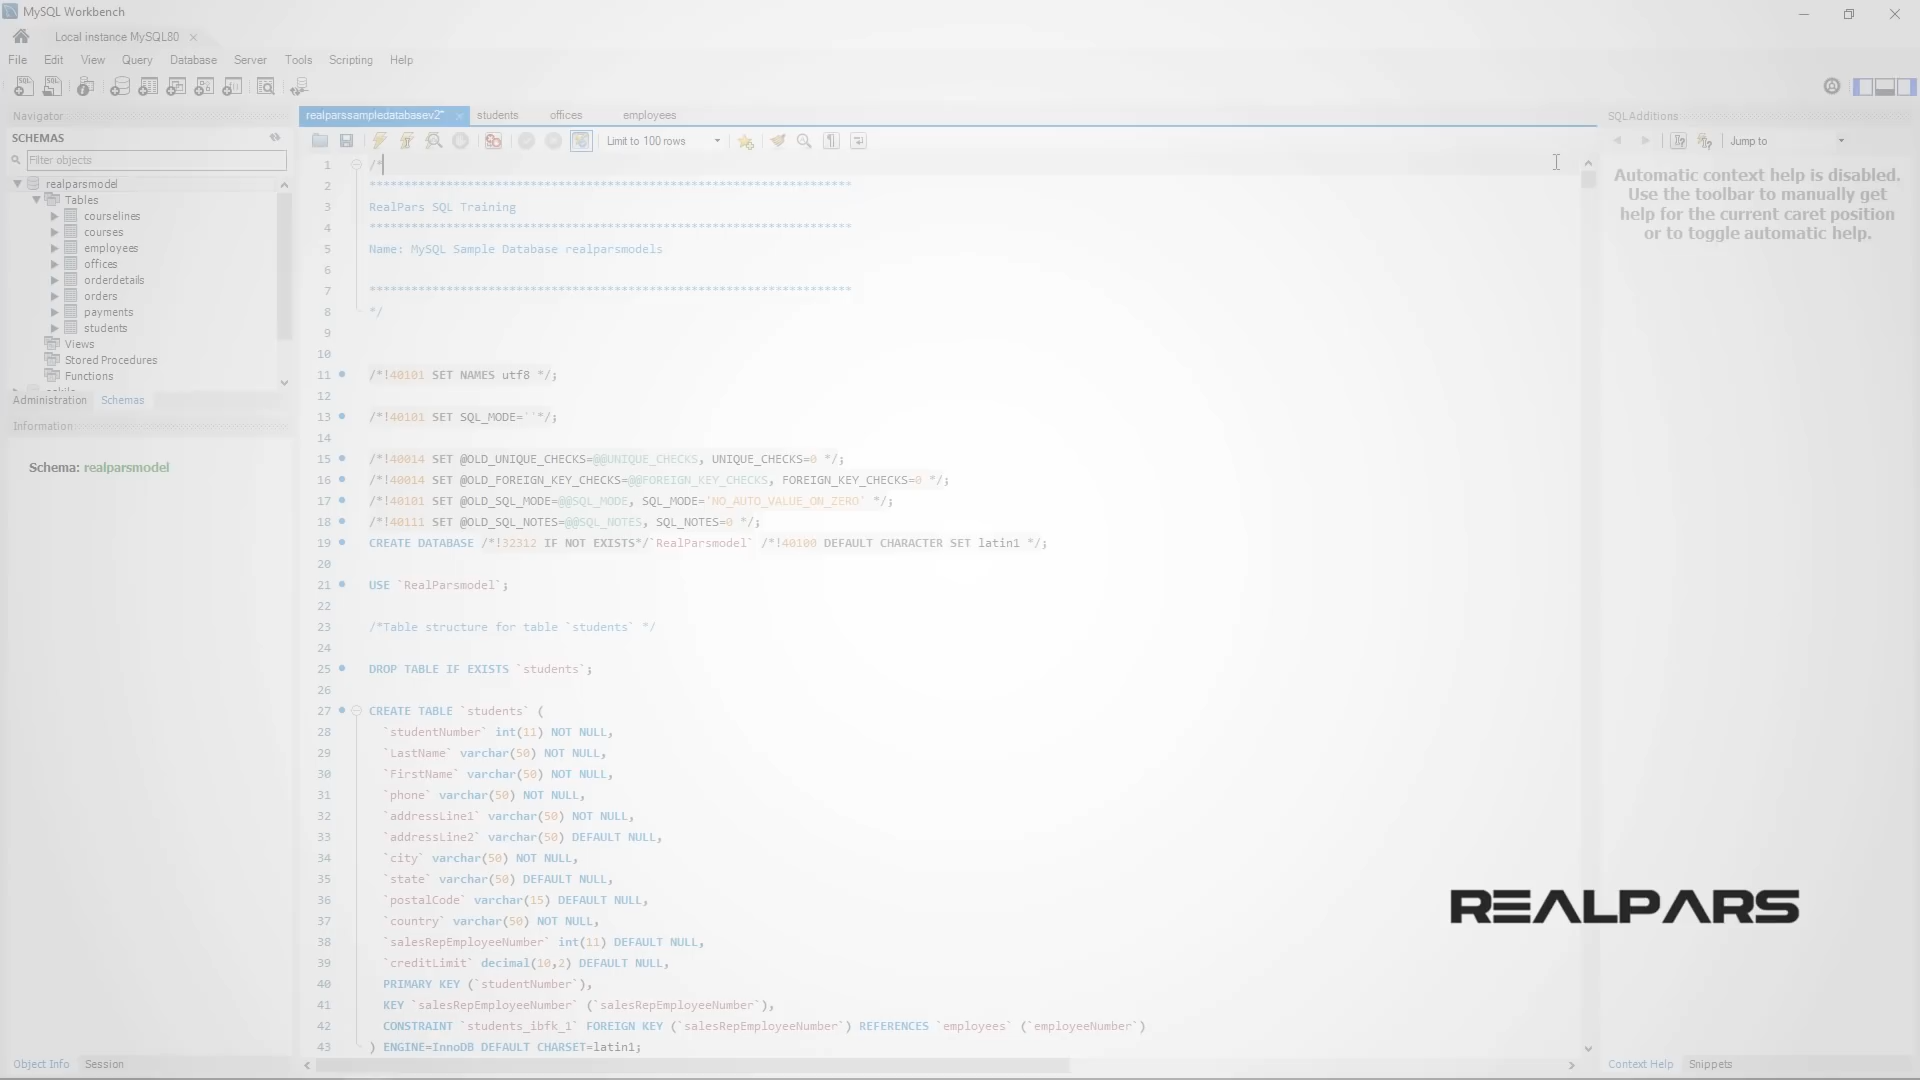 MySQL Workbench
Local instance MySQL80
File Edit View Query Database Server Tools Scripting Help
Navigator
SCHEMAS
Filter objects
realparsmodel
Tables
courselines
courses
employees
offices
orderdetails
orders
payments
students
Views
Stored Procedures
Functions
Administration Schemas
Information
Schema: realparsmodel
Object Info Session
realparssampledatabasev2* students offices employees
Limit to 100 rows
1 /*
2 *********************************************************************
3 RealPars SQL Training
4 *********************************************************************
5 Name: MySQL Sample Database realparsmodels
6
7 *********************************************************************
8 */
9
10
11 /*!40101 SET NAMES utf8 */;
12
13 /*!40101 SET SQL_MODE=``*/;
14
15 /*!40014 SET @OLD_UNIQUE_CHECKS=@@UNIQUE_CHECKS, UNIQUE_CHECKS=0 */;
16 /*!40014 SET @OLD_FOREIGN_KEY_CHECKS=@@FOREIGN_KEY_CHECKS, FOREIGN_KEY_CHECKS=0 */;
17 /*!40101 SET @OLD_SQL_MODE=@@SQL_MODE, SQL_MODE='NO_AUTO_VALUE_ON_ZERO' */;
18 /*!40111 SET @OLD_SQL_NOTES=@@SQL_NOTES, SQL_NOTES=0 */;
19 CREATE DATABASE /*!32312 IF NOT EXISTS*/`RealParsmodel` /*!40100 DEFAULT CHARACTER SET latin1 */;
20
21 USE `RealParsmodel`;
22
23 /*Table structure for table `students` */
24
25 DROP TABLE IF EXISTS `students`;
26
27 CREATE TABLE `students` (
28 `studentNumber` int(11) NOT NULL,
29 `LastName` varchar(50) NOT NULL,
30 `FirstName` varchar(50) NOT NULL,
31 `phone` varchar(50) NOT NULL,
32 `addressLine1` varchar(50) NOT NULL,
33 `addressLine2` varchar(50) DEFAULT NULL,
34 `city` varchar(50) NOT NULL,
35 `state` varchar(50) DEFAULT NULL,
36 `postalCode` varchar(15) DEFAULT NULL,
37 `country` varchar(50) NOT NULL,
38 `salesRepEmployeeNumber` int(11) DEFAULT NULL,
39 `creditLimit` decimal(10,2) DEFAULT NULL,
40 PRIMARY KEY (`studentNumber`),
41 KEY `salesRepEmployeeNumber` (`salesRepEmployeeNumber`),
42 CONSTRAINT `students_ibfk_1` FOREIGN KEY (`salesRepEmployeeNumber`) REFERENCES `employees` (`employeeNumber`)
43 ) ENGINE=InnoDB DEFAULT CHARSET=latin1;
SQLAdditions
Jump to
Automatic context help is disabled.
Use the toolbar to manually get
help for the current caret position
or to toggle automatic help.
REALPARS
Context Help Snippets